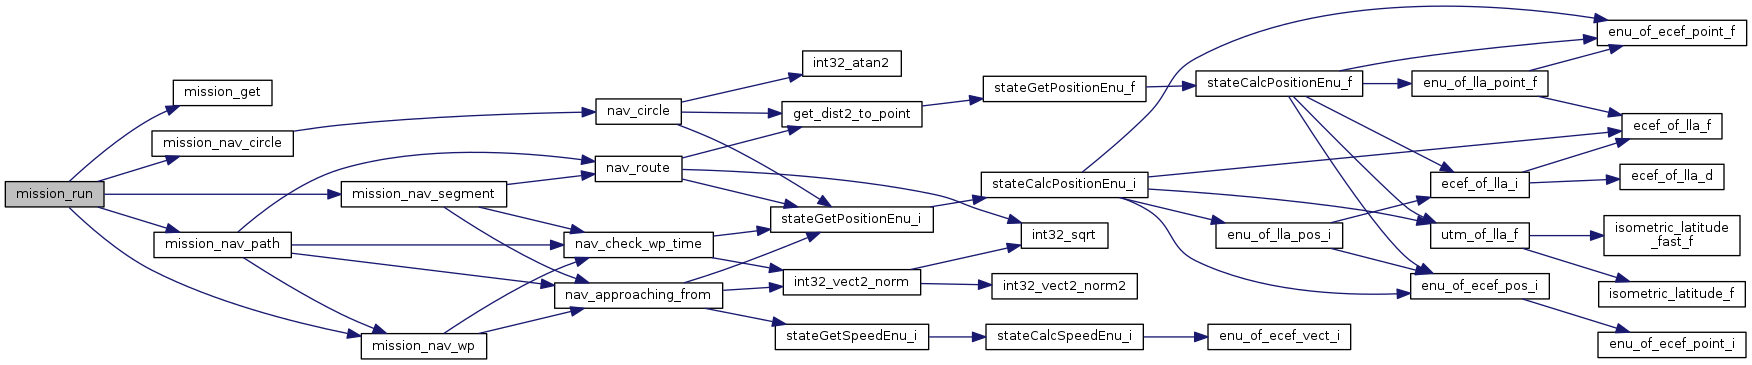 mission_run
mission_get
mission_nav_circle
mission_nav_segment
mission_nav_path
mission_nav_wp
nav_circle
nav_route
nav_check_wp_time
nav_approaching_from
int32_atan2
get_dist2_to_point
stateGetPositionEnu_i
int32_vect2_norm
stateGetSpeedEnu_i
stateGetPositionEnu_f
stateCalcPositionEnu_i
int32_sqrt
int32_vect2_norm2
stateCalcSpeedEnu_i
stateCalcPositionEnu_f
enu_of_lla_pos_i
enu_of_ecef_vect_i
enu_of_lla_point_f
ecef_of_lla_i
utm_of_lla_f
enu_of_ecef_pos_i
enu_of_ecef_point_f
ecef_of_lla_f
ecef_of_lla_d
isometric_latitude
_fast_f
isometric_latitude_f
enu_of_ecef_point_i